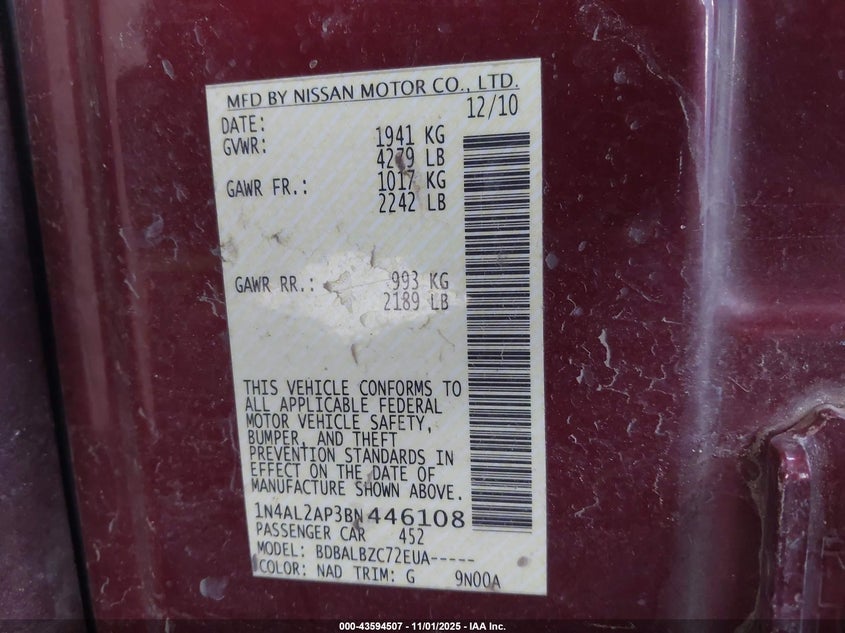 MFD BY NISSAN MOTOR CO., LTD.
DATE: 12/10
GVWR: 1941 KG
4279 LB
GAWR FR.: 1017 KG
2242 LB
GAWR RR.: 993 KG
2189 LB
THIS VEHICLE CONFORMS TO
ALL APPLICABLE FEDERAL
MOTOR VEHICLE SAFETY,
BUMPER, AND THEFT
PREVENTION STANDARDS IN
EFFECT ON THE DATE OF
MANUFACTURE SHOWN ABOVE.
1N4AL2AP3BN446108
PASSENGER CAR 452
MODEL: BDBALBZC72EUA-----
COLOR: NAD TRIM: G 9N00A
000-43594507 - 11/01/2025 - IAA Inc.